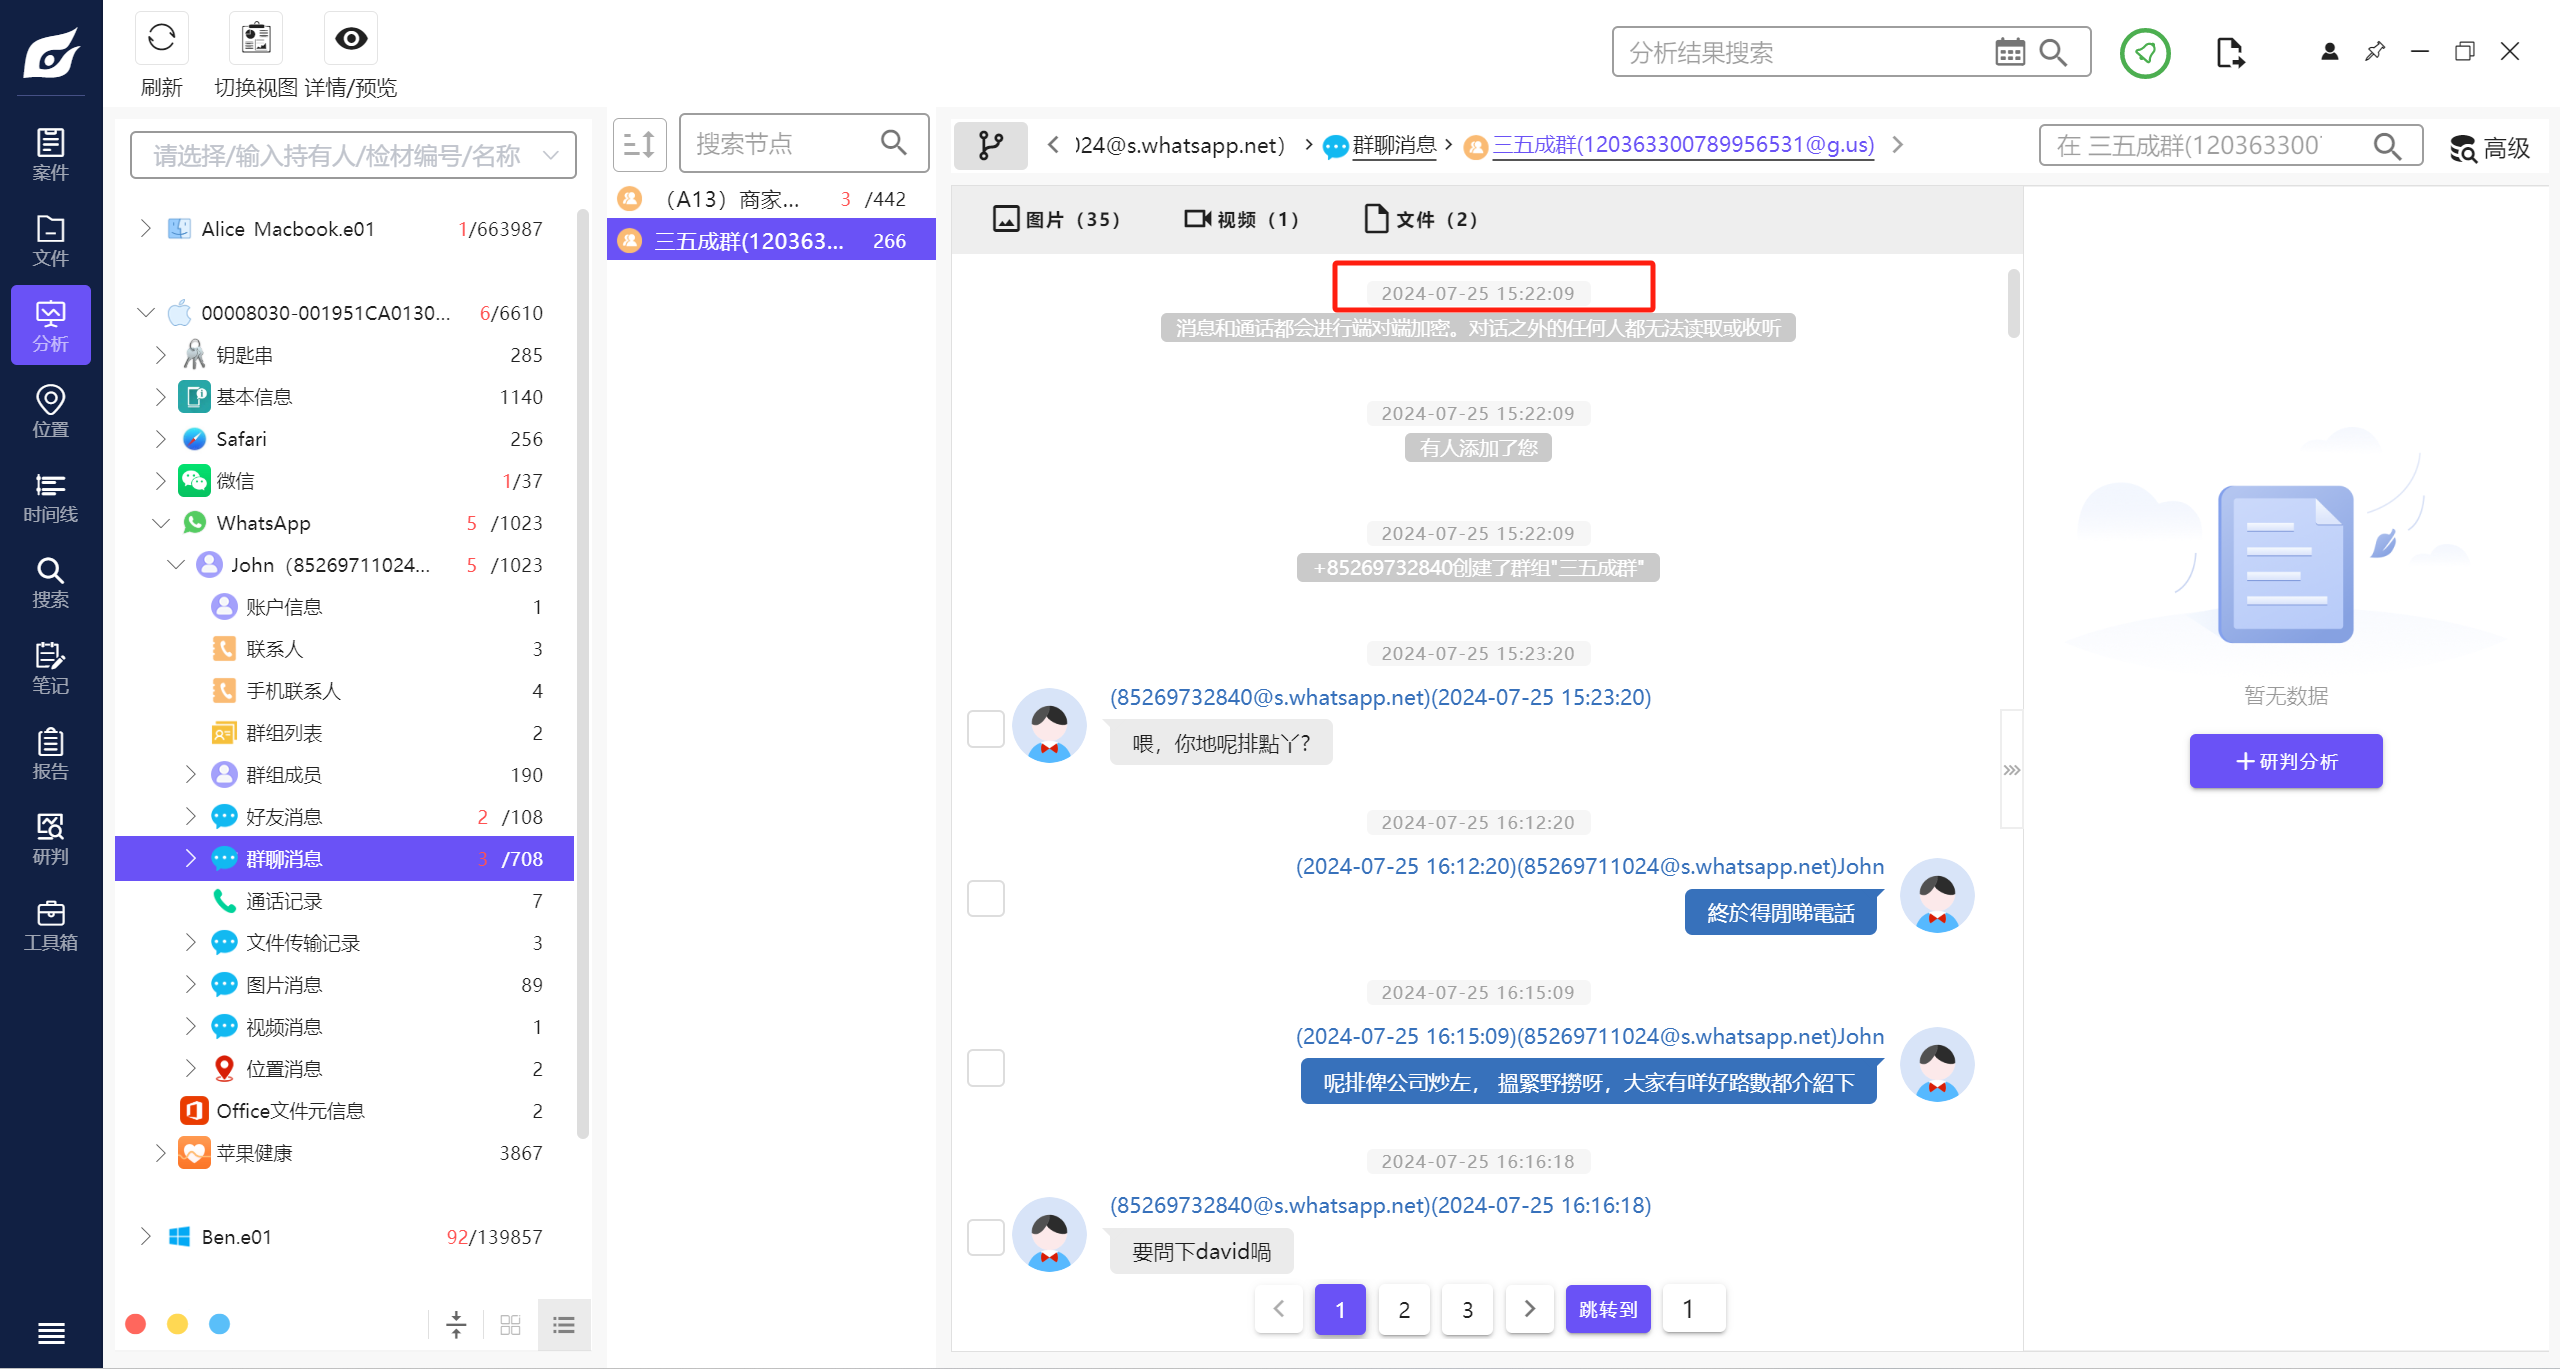 刷新
切换视图
详情/预览
分析结果搜索
案件
文件
分析
位置
时间线
搜索
笔记
报告
研判
工具箱
请选择/输入持有人/检材编号/名称
Alice Macbook.e01 1/663987
00008030-001951CA0130... 6/6610
钥匙串 285
基本信息 1140
Safari 256
微信 1/37
WhatsApp 5 /1023
John（85269711024... 5 /1023
账户信息 1
联系人 3
手机联系人 4
群组列表 2
群组成员 190
好友消息 2 /108
群聊消息 3 /708
通话记录 7
文件传输记录 3
图片消息 89
视频消息 1
位置消息 2
Office文件元信息 2
苹果健康 3867
Ben.e01 92/139857
搜索节点
（A13）商家... 3 /442
三五成群(120363... 266
)24@s.whatsapp.net） > 群聊消息 > 三五成群(120363300789956531@g.us)
在 三五成群(12036330078
高级
图片（35）
视频（1）
文件（2）
2024-07-25 15:22:09
消息和通话都会进行端对端加密。对话之外的任何人都无法读取或收听
2024-07-25 15:22:09
有人添加了您
2024-07-25 15:22:09
+85269732840创建了群组"三五成群"
2024-07-25 15:23:20
(85269732840@s.whatsapp.net)(2024-07-25 15:23:20)
喂，你地呢排點丫？
2024-07-25 16:12:20
(2024-07-25 16:12:20)(85269711024@s.whatsapp.net)John
終於得閒睇電話
2024-07-25 16:15:09
(2024-07-25 16:15:09)(85269711024@s.whatsapp.net)John
呢排俾公司炒左， 搵緊野撈呀，大家有咩好路數都介紹下
2024-07-25 16:16:18
(85269732840@s.whatsapp.net)(2024-07-25 16:16:18)
要問下david喎
1
2
3
跳转到
1
暂无数据
研判分析